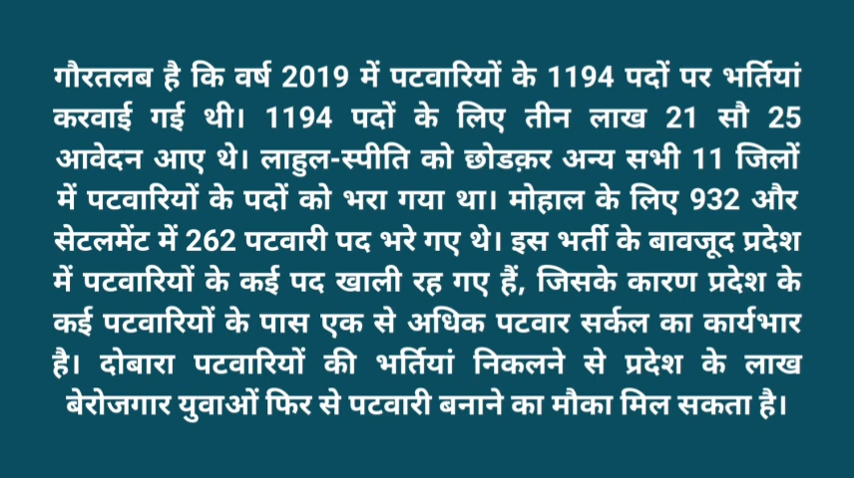 गौरतलब है कि वर्ष 2019 में पटवारियों के 1194 पदों पर भर्तियां
करवाई गई थी। 1194 पदों के लिए तीन लाख 21 सौ 25
आवेदन आए थे। लाहुल-स्पीति को छोडक़र अन्य सभी 11 जिलों
में पटवारियों के पदों को भरा गया था। मोहाल के लिए 932 और
सेटलमेंट में 262 पटवारी पद भरे गए थे। इस भर्ती के बावजूद प्रदेश
में पटवारियों के कई पद खाली रह गए हैं, जिसके कारण प्रदेश के
कई पटवारियों के पास एक से अधिक पटवार सर्कल का कार्यभार
है। दोबारा पटवारियों की भर्तियां निकलने से प्रदेश के लाख
बेरोजगार युवाओं फिर से पटवारी बनाने का मौका मिल सकता है।